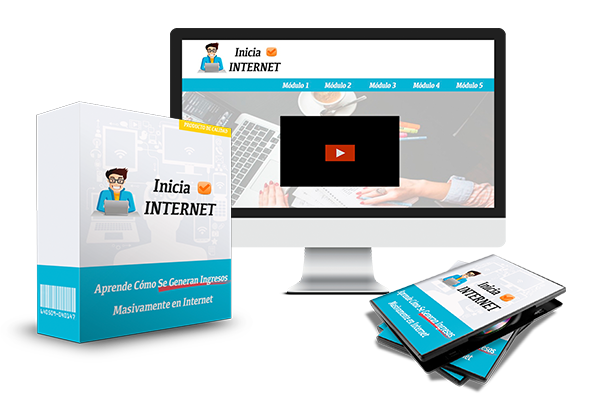 Inicia
INTERNET
Módulo 1 Módulo 2 Módulo 3 Módulo 4 Módulo 5
PRODUCTO DE CALIDAD
Inicia
INTERNET
Aprende Cómo Se Generan Ingresos
Masivamente en Internet
Inicia
INTERNET
Aprende Cómo Se Generan Ingresos
Masivamente en Internet